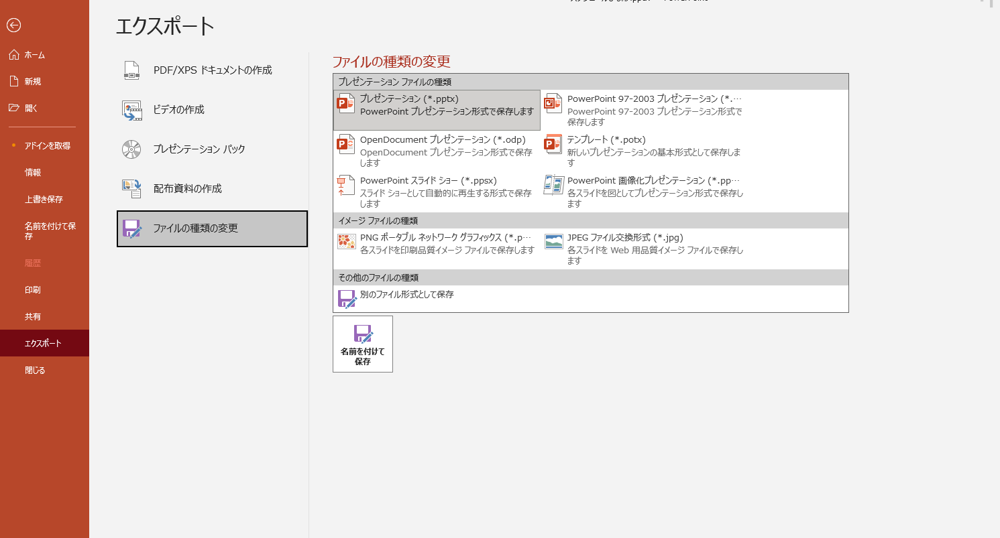 エクスポート
ホーム
新規
開く
アドインを取得
情報
上書き保存
名前を付けて保
存
履歴
印刷
共有
エクスポート
閉じる
PDF/XPS ドキュメントの作成
ビデオの作成
プレゼンテーション パック
配布資料の作成
ファイルの種類の変更
ファイルの種類の変更
プレゼンテーション ファイルの種類
プレゼンテーション (*.pptx)
PowerPoint プレゼンテーション形式で保存します
PowerPoint 97-2003 プレゼンテーション (*.…
PowerPoint 97-2003 プレゼンテーション形式で
保存します
OpenDocument プレゼンテーション (*.odp)
OpenDocument プレゼンテーション形式で保存
します
テンプレート (*.potx)
新しいプレゼンテーションの基本形式として保存しま
す
PowerPoint スライド ショー (*.ppsx)
スライド ショーとして自動的に再生する形式で保存
します
PowerPoint 画像化プレゼンテーション (*.pp…
各スライドを図としてプレゼンテーション形式で保存し
ます
イメージ ファイルの種類
PNG ポータブル ネットワーク グラフィックス (*.p…
各スライドを印刷品質イメージ ファイルで保存します
JPEG ファイル交換形式 (*.jpg)
各スライドを Web 用品質イメージ ファイルで保存し
ます
その他のファイルの種類
別のファイル形式として保存
名前を付けて
保存